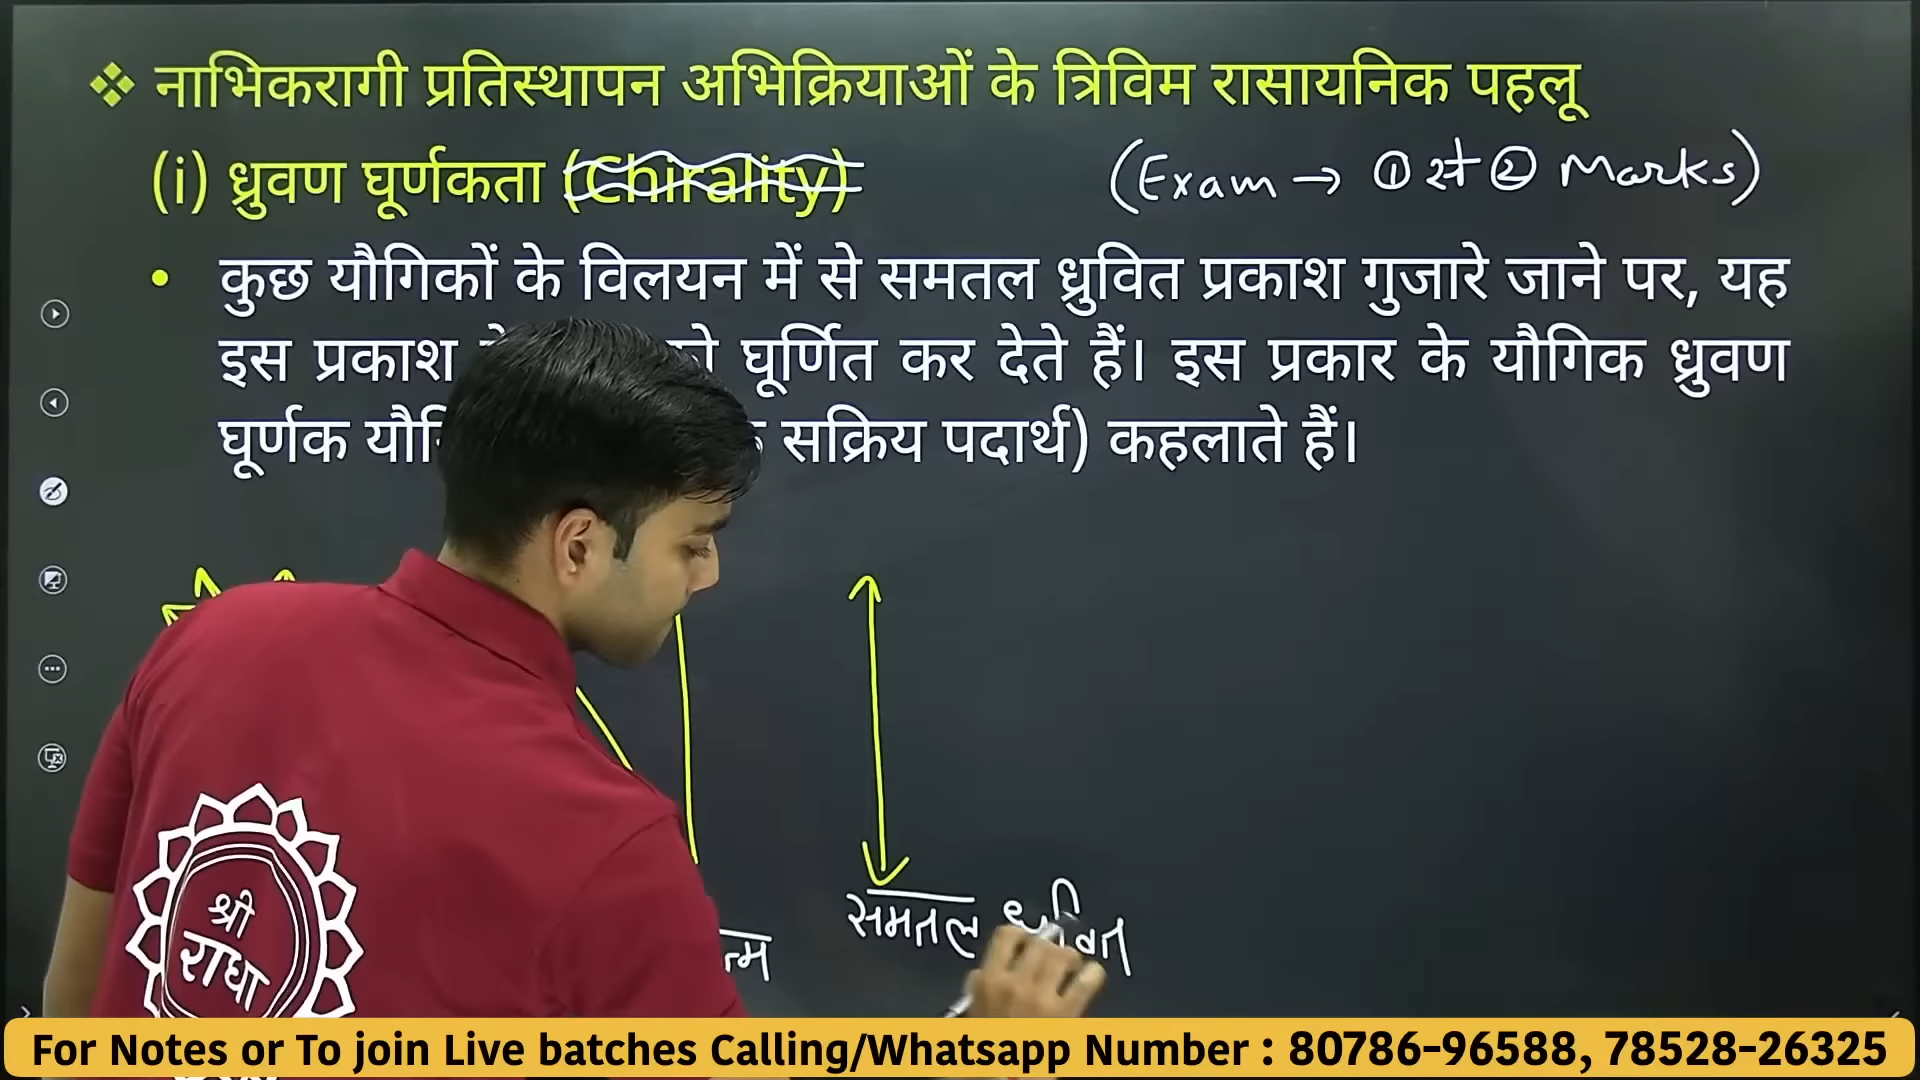 ❖ नाभिकरागी प्रतिस्थापन अभिक्रियाओं के त्रिविम रासायनिक पहलू
(i) ध्रुवण घूर्णकता (Chirality)
(Exam → ① से ② Marks)
• कुछ यौगिकों के विलयन में से समतल ध्रुवित प्रकाश गुजारे जाने पर, यह
इस प्रकाश को घूर्णित कर देते हैं। इस प्रकार के यौगिक ध्रुवण
घूर्णक सक्रिय पदार्थ) कहलाते हैं।
समतल ध्रुवित
श्री
राधा
For Notes or To join Live batches Calling/Whatsapp Number : 80786-96588, 78528-26325